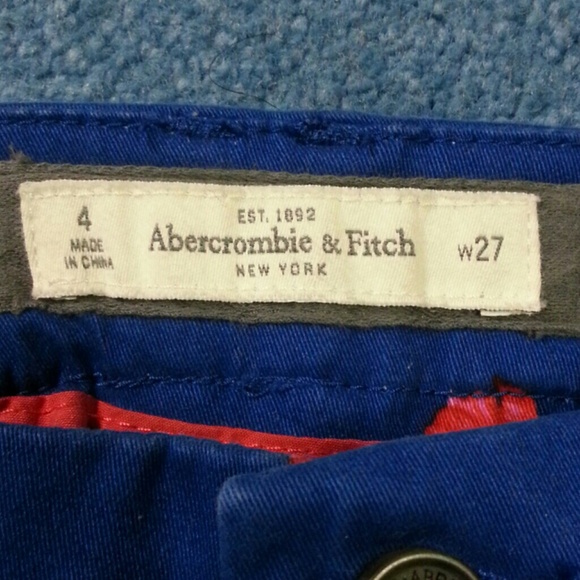 4
MADE
IN CHINA
EST. 1892
Abercrombie & Fitch
NEW YORK
W27